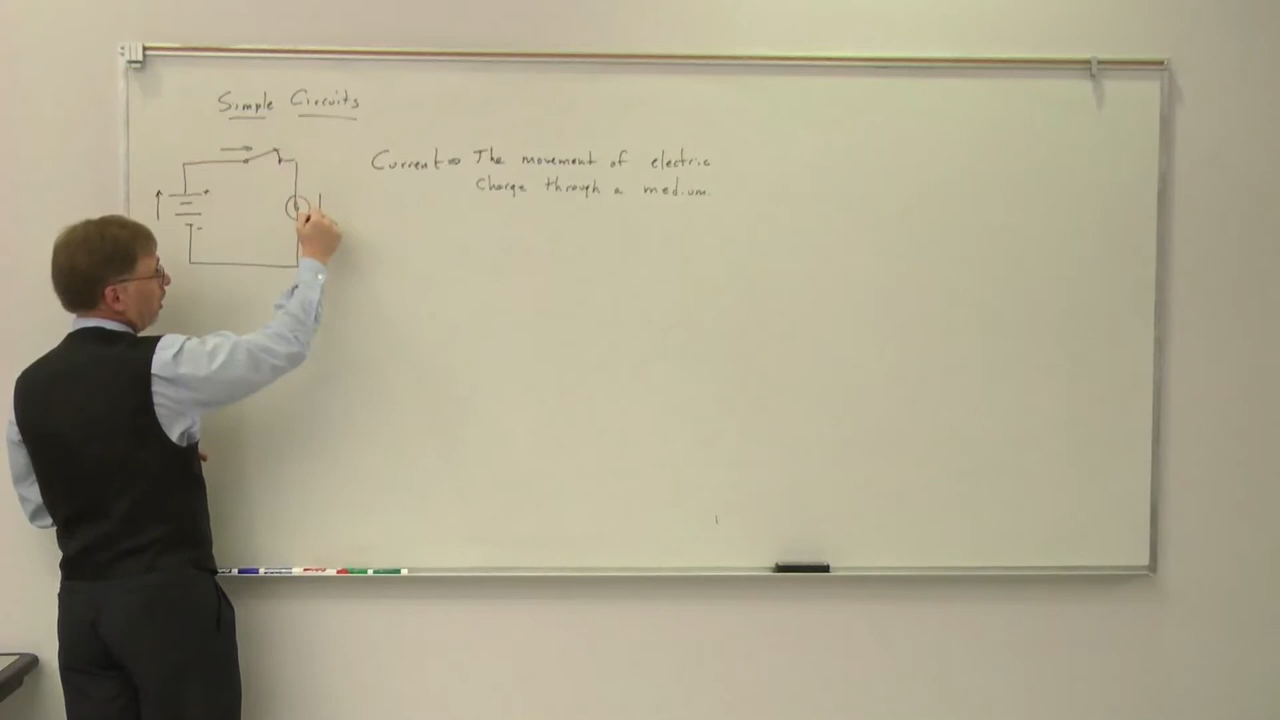 Simple Circuits
Current => The movement of electric
Charge through a medium.
+
-